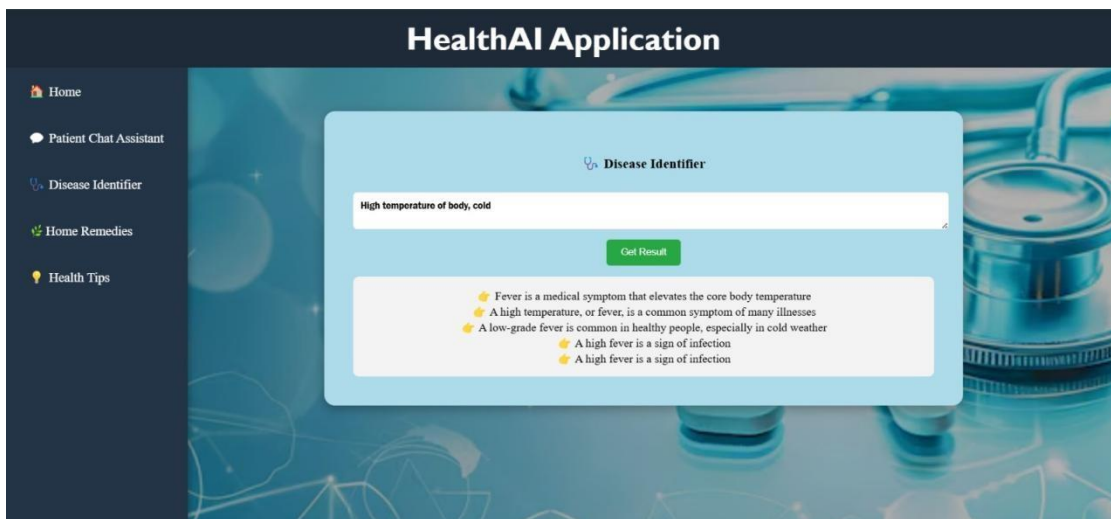 HealthAI Application
🏠 Home
💬 Patient Chat Assistant
🩺 Disease Identifier
🌿 Home Remedies
💡 Health Tips
🩺 Disease Identifier
High temperature of body, cold
Get Result
👉 Fever is a medical symptom that elevates the core body temperature
👉 A high temperature, or fever, is a common symptom of many illnesses
👉 A low-grade fever is common in healthy people, especially in cold weather
👉 A high fever is a sign of infection
👉 A high fever is a sign of infection